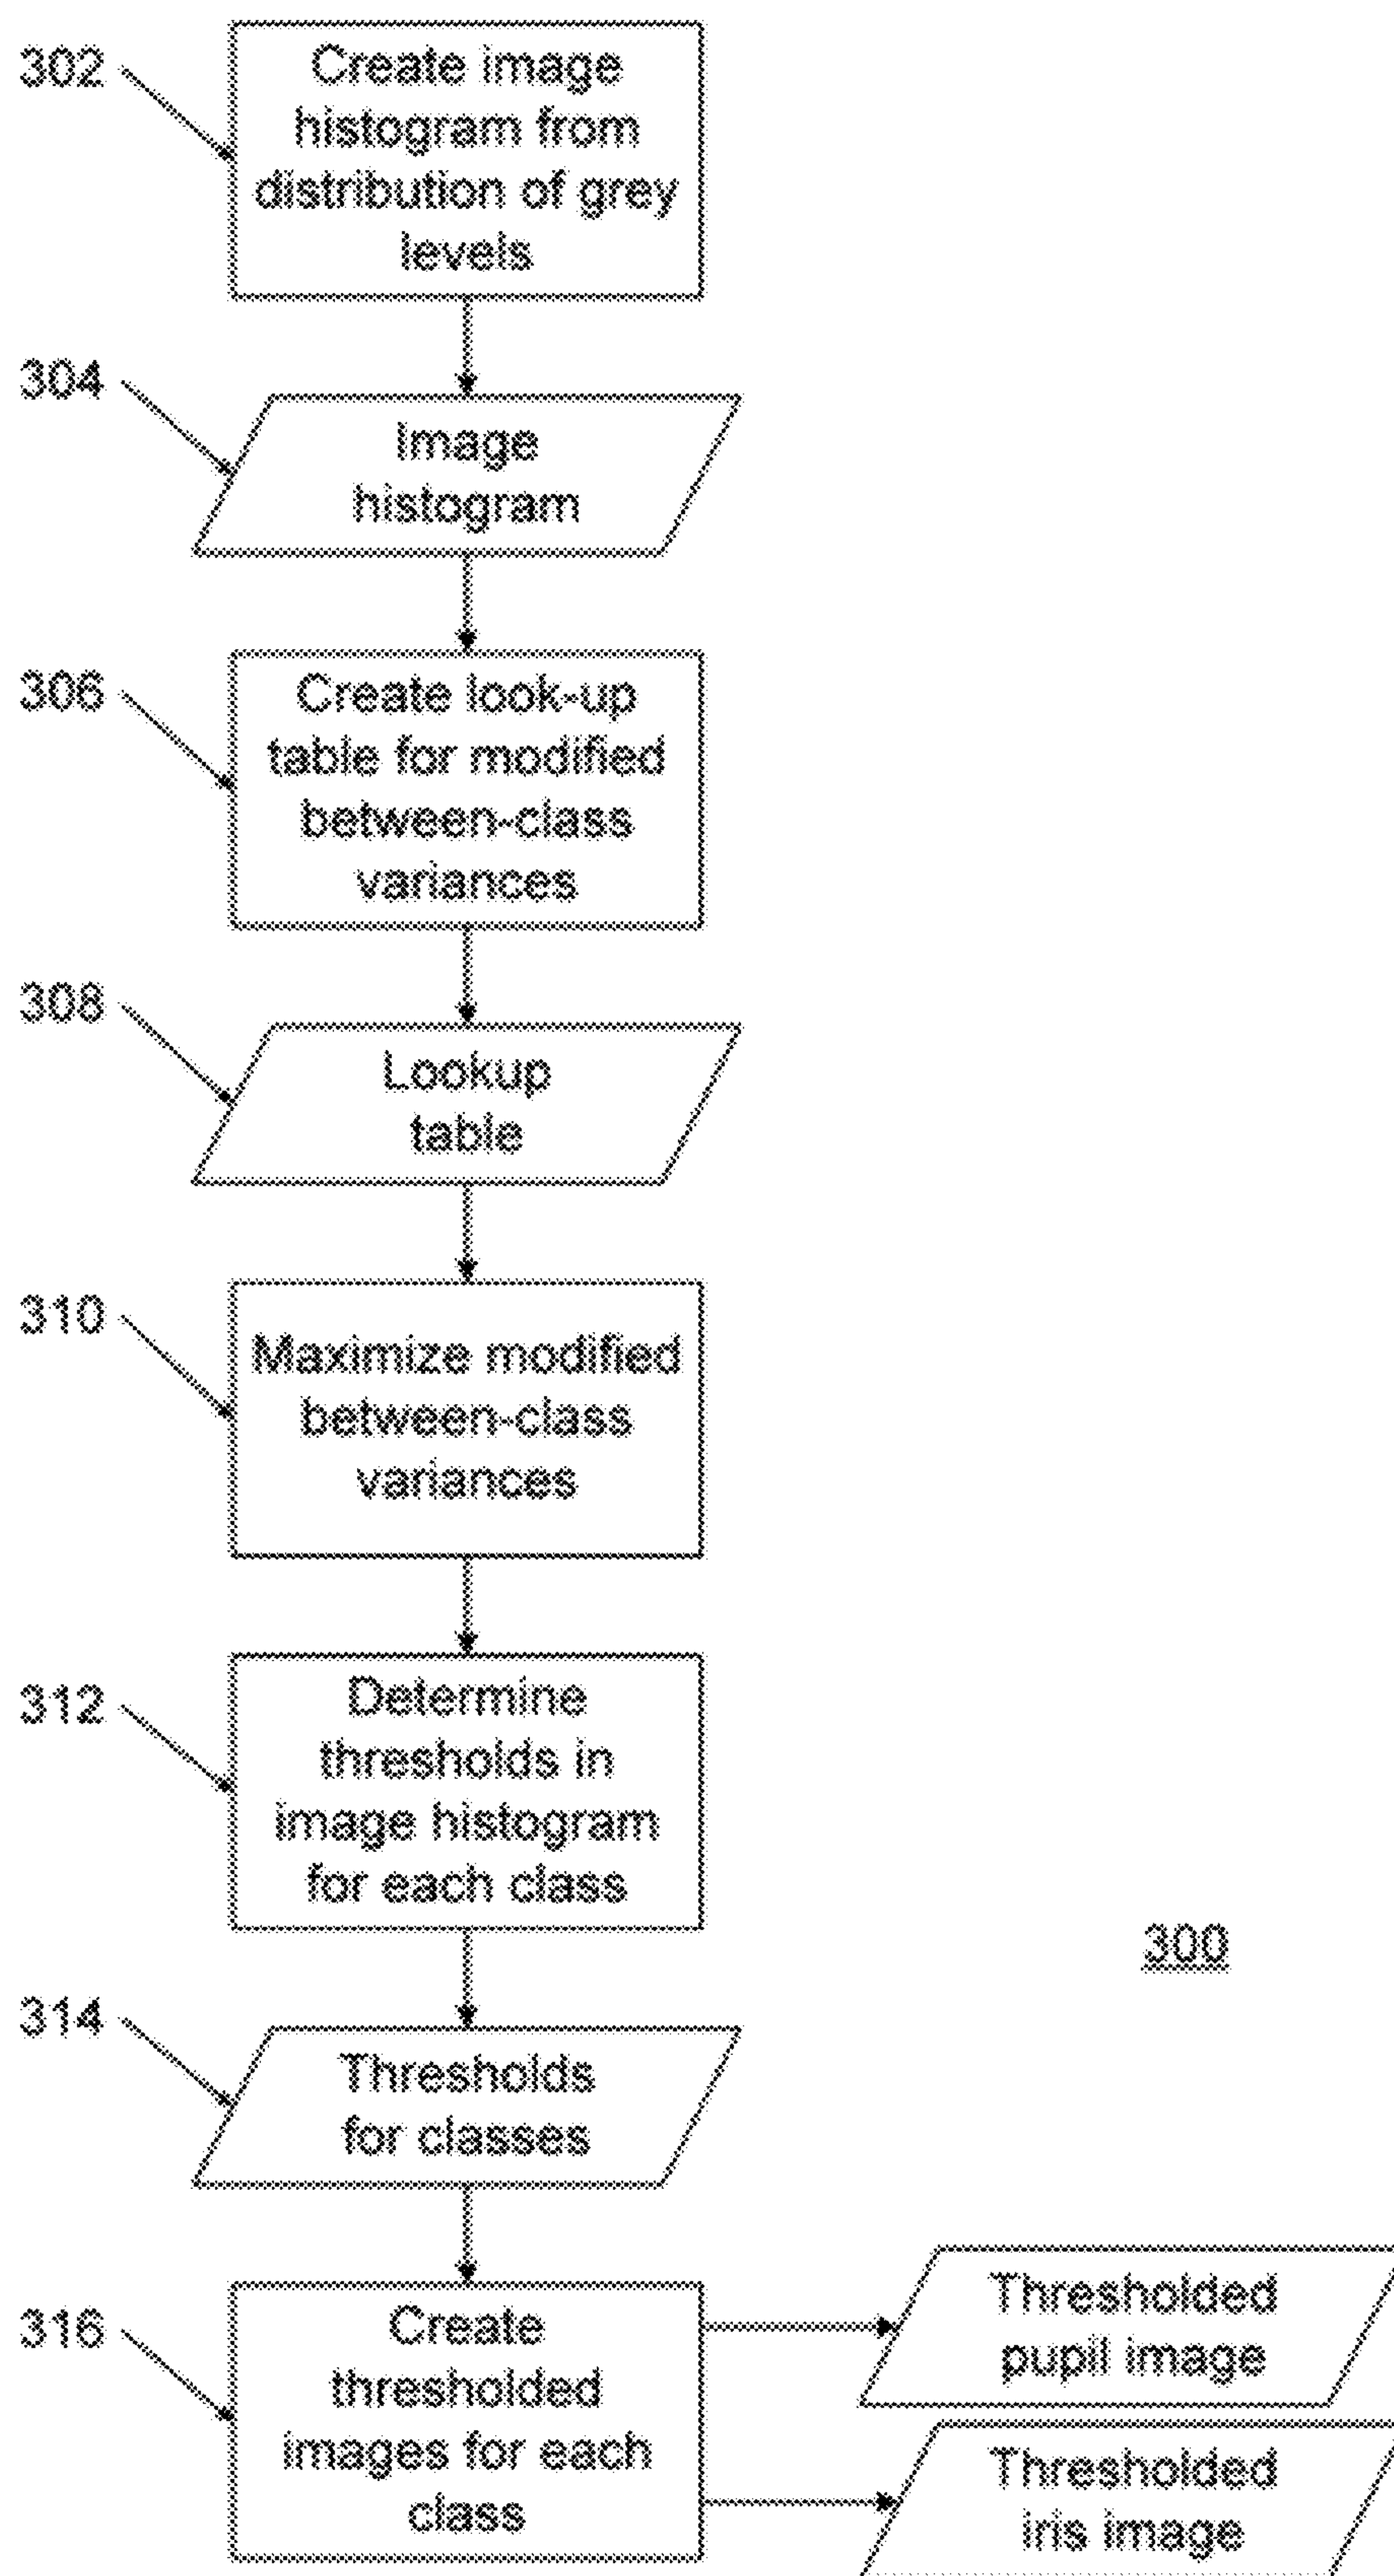 302
Create image
histogram from
distribution of grey
levels
304
Image
histogram
306
Create look-up
table for modified
between-class
variances
308
Lookup
table
310
Maximize modified
between-class
variances
312
Determine
thresholds in
image histogram
for each class
300
314
Thresholds
for classes
316
Create
thresholded
images for each
class
Thresholded
pupil image
Thresholded
iris image